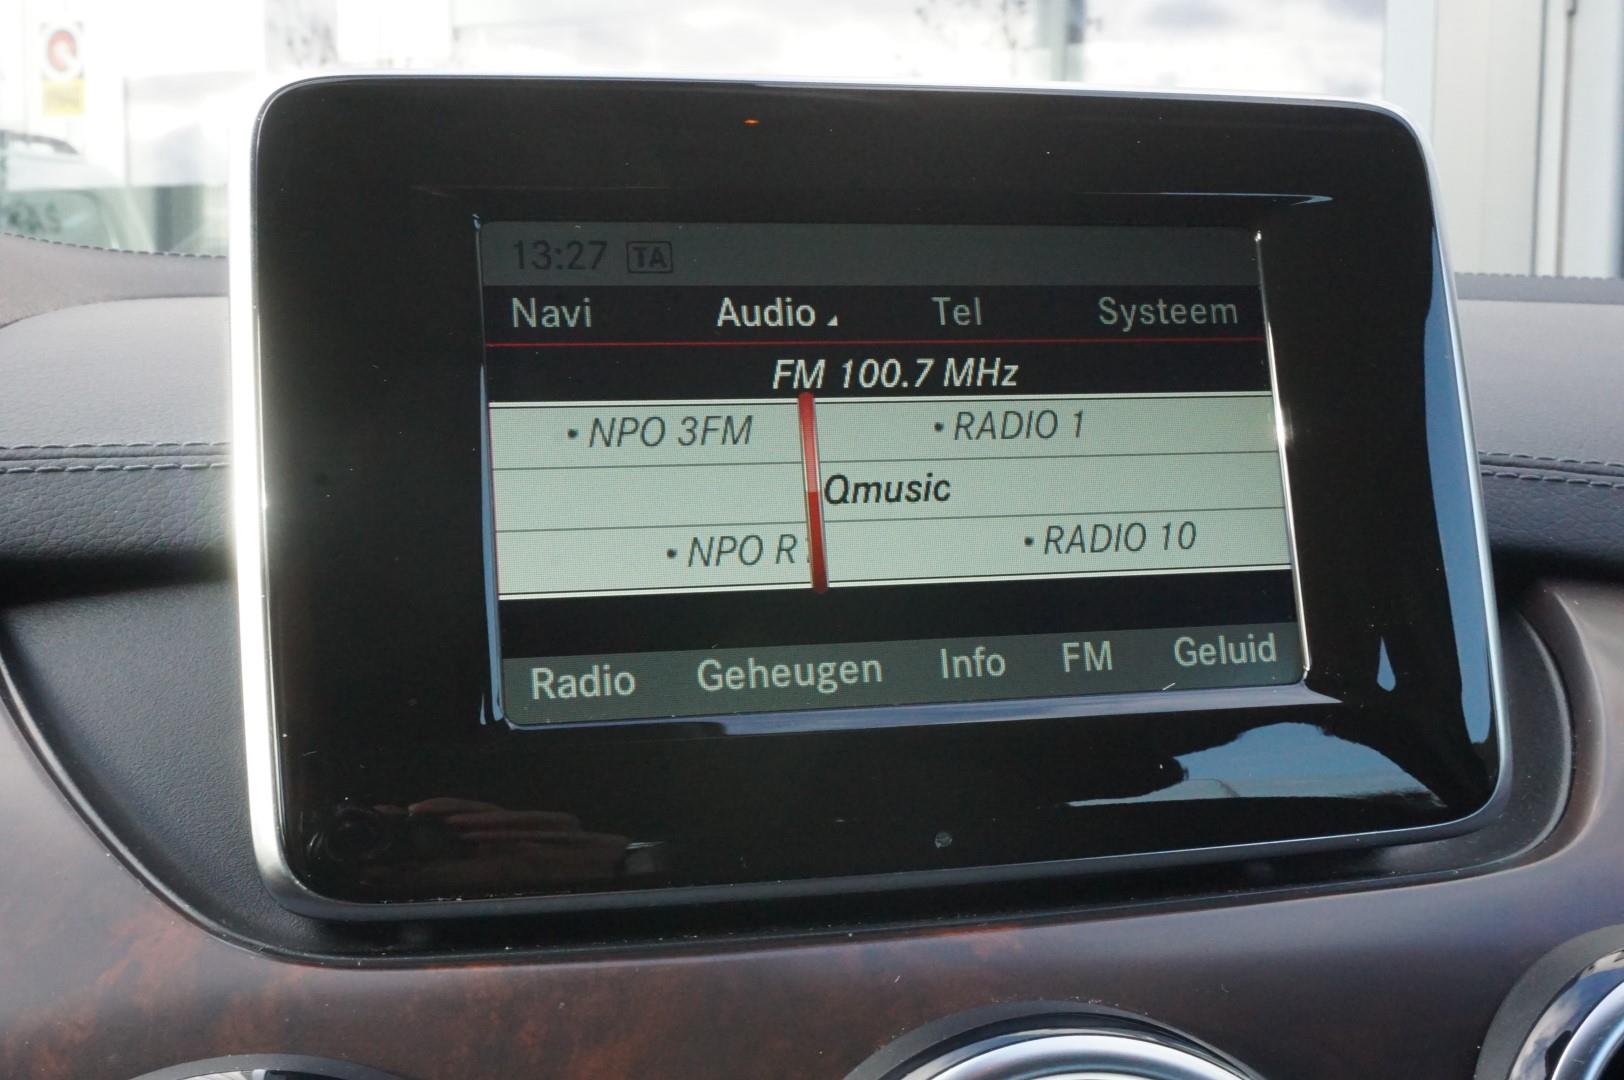 13:27 TA
Navi Audio Tel Systeem
FM 100.7 MHz
• NPO 3FM • RADIO 1
Qmusic
• NPO R • RADIO 10
Radio Geheugen Info FM Geluid